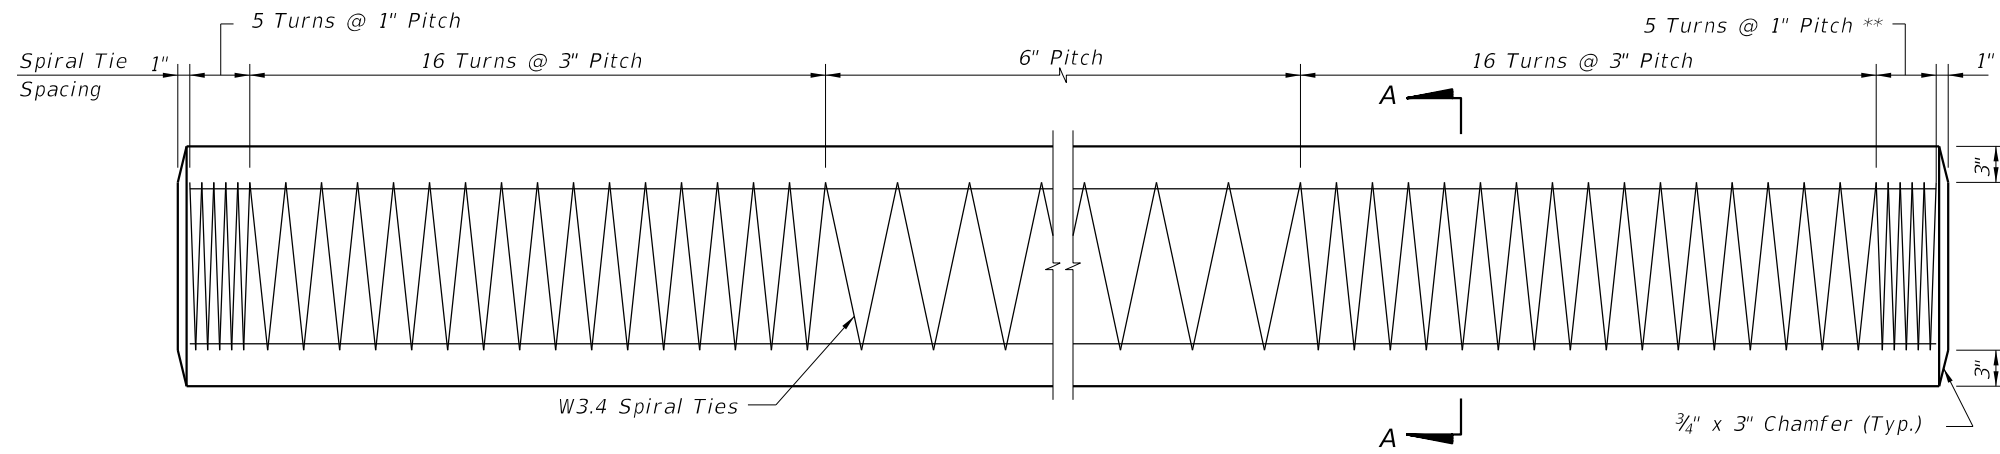 5 Turns @ 1" Pitch
5 Turns @ 1" Pitch **
Spiral Tie
Spacing
1"
16 Turns @ 3" Pitch
6" Pitch
16 Turns @ 3" Pitch
1"
A
3"
3"
W3.4 Spiral Ties
A
¾" x 3" Chamfer (Typ.)